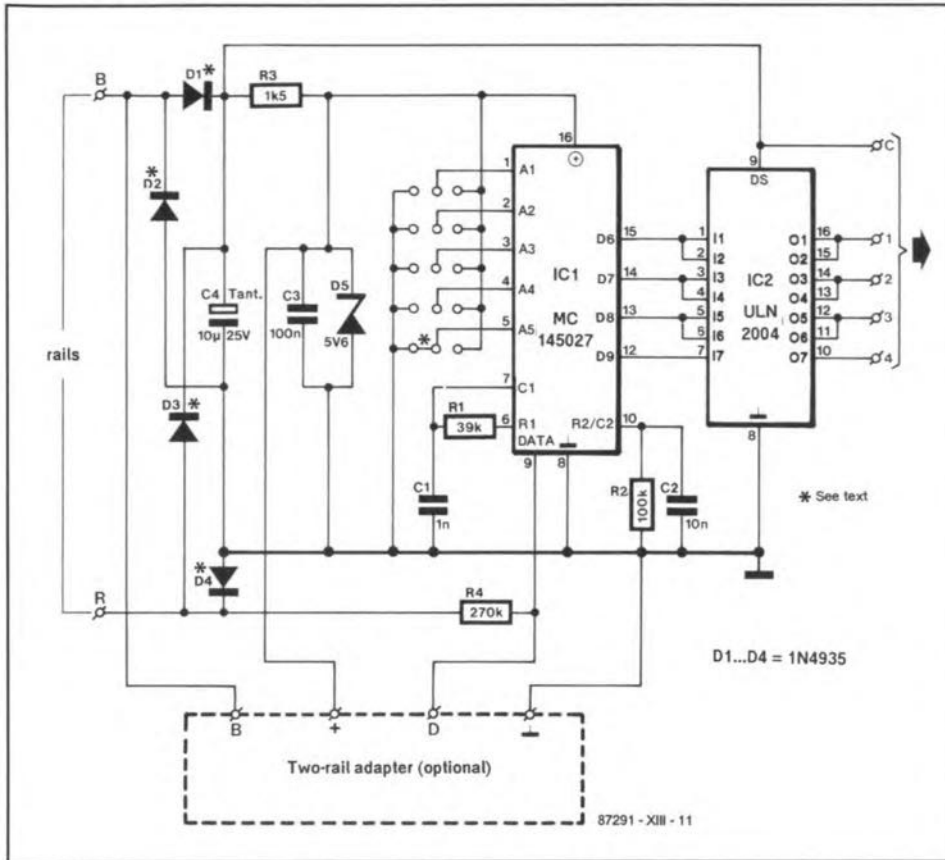 B
D1*
R3
1k5
16
C
D2
*
1 A1
2 A2
3 A3
4 A4
5 A5
*
IC1
MC
145027
D6 15
D7 14
D8 13
D9 12
9
DS
1 I1
2 I2
3 I3
4 I4
5 I5
6 I6
7 I7
IC2
ULN
2004
O1 16
O2 15
O3 14
O4 13
O5 12
O6 11
O7 10
1
2
3
4
C4 Tant.
10µ 25V
C3
100n
D5
5V6
rails
D3 *
7 C1
R1
39k
6 R1
R2/C2 10
DATA
9
8
8
C1
1n
R2
100k
C2
10n
* See text
*
D4
R
R4
270k
D1...D4 = 1N4935
B
+
D
Two-rail adapter (optional)
87291 - XIII - 11